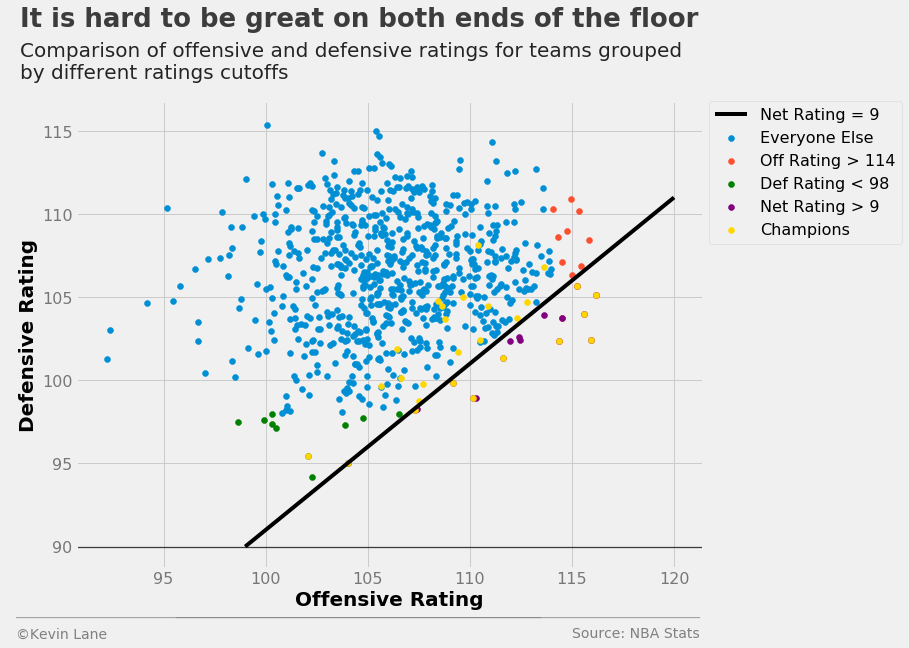 It is hard to be great on both ends of the floor
Comparison of offensive and defensive ratings for teams grouped
by different ratings cutoffs
Net Rating = 9
Everyone Else
Off Rating > 114
Def Rating < 98
Net Rating > 9
Champions
Defensive Rating
115
110
105
100
95
90
95 100 105 110 115 120
Offensive Rating
©Kevin Lane
Source: NBA Stats